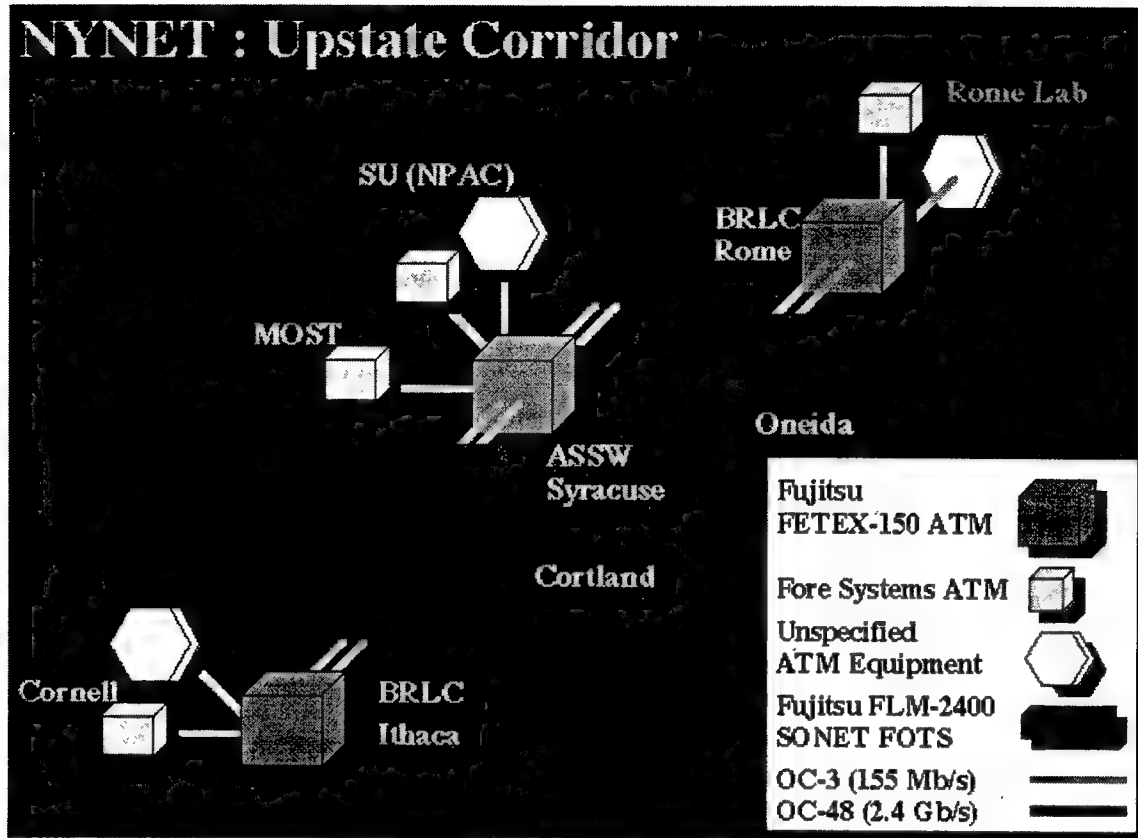 NYNET : Upstate Corridor
Rome Lab
SU (NPAC)
BRLC
Rome
MOST
Oneida
ASSW
Syracuse
Cortland
Cornell
BRLC
Ithaca
Fujitsu
FETEX-150 ATM
Fore Systems ATM
Unspecified
ATM Equipment
Fujitsu FLM-2400
SONET FOTS
OC-3 (155 Mb/s)
OC-48 (2.4 Gb/s)